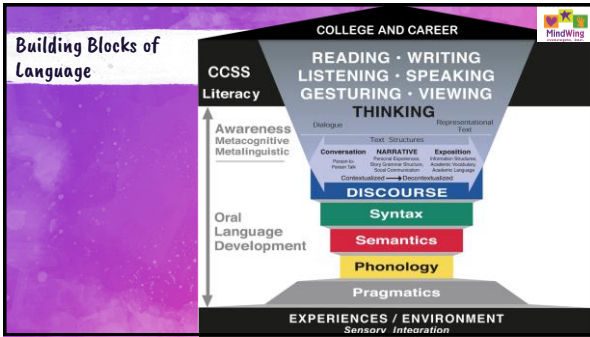 Building Blocks of
Language
MindWing
concepts, inc.
COLLEGE AND CAREER
CCSS
Literacy
READING · WRITING
LISTENING · SPEAKING
GESTURING · VIEWING
THINKING
Dialogue
Representational
Text
Text Structures
Awareness
Metacognitive
Metalinguistic
Conversation
Person-to-
Person Talk
NARRATIVE
Personal Experiences,
Story Grammar Structure,
Social Communication
Exposition
Information Structures,
Academic Vocabulary,
Academic Language
Contextualized → Decontextualized
DISCOURSE
Oral
Language
Development
Syntax
Semantics
Phonology
Pragmatics
EXPERIENCES / ENVIRONMENT
Sensory Integration